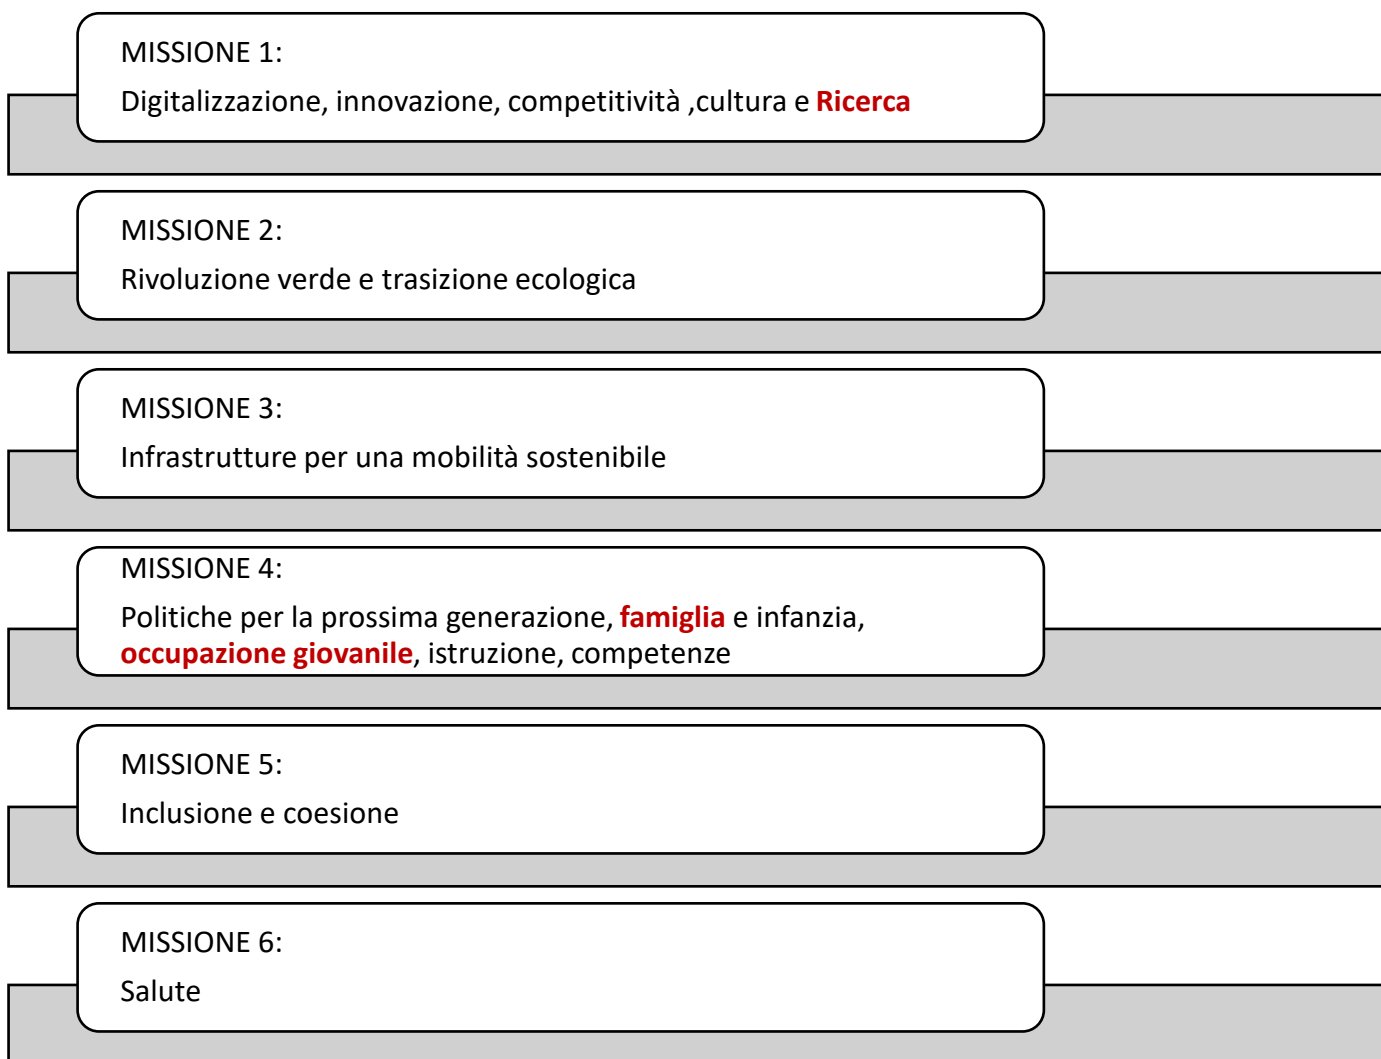 MISSIONE 1:
Digitalizzazione, innovazione, competitività ,cultura e Ricerca
MISSIONE 2:
Rivoluzione verde e trasizione ecologica
MISSIONE 3:
Infrastrutture per una mobilità sostenibile
MISSIONE 4:
Politiche per la prossima generazione, famiglia e infanzia,
occupazione giovanile, istruzione, competenze
MISSIONE 5:
Inclusione e coesione
MISSIONE 6:
Salute